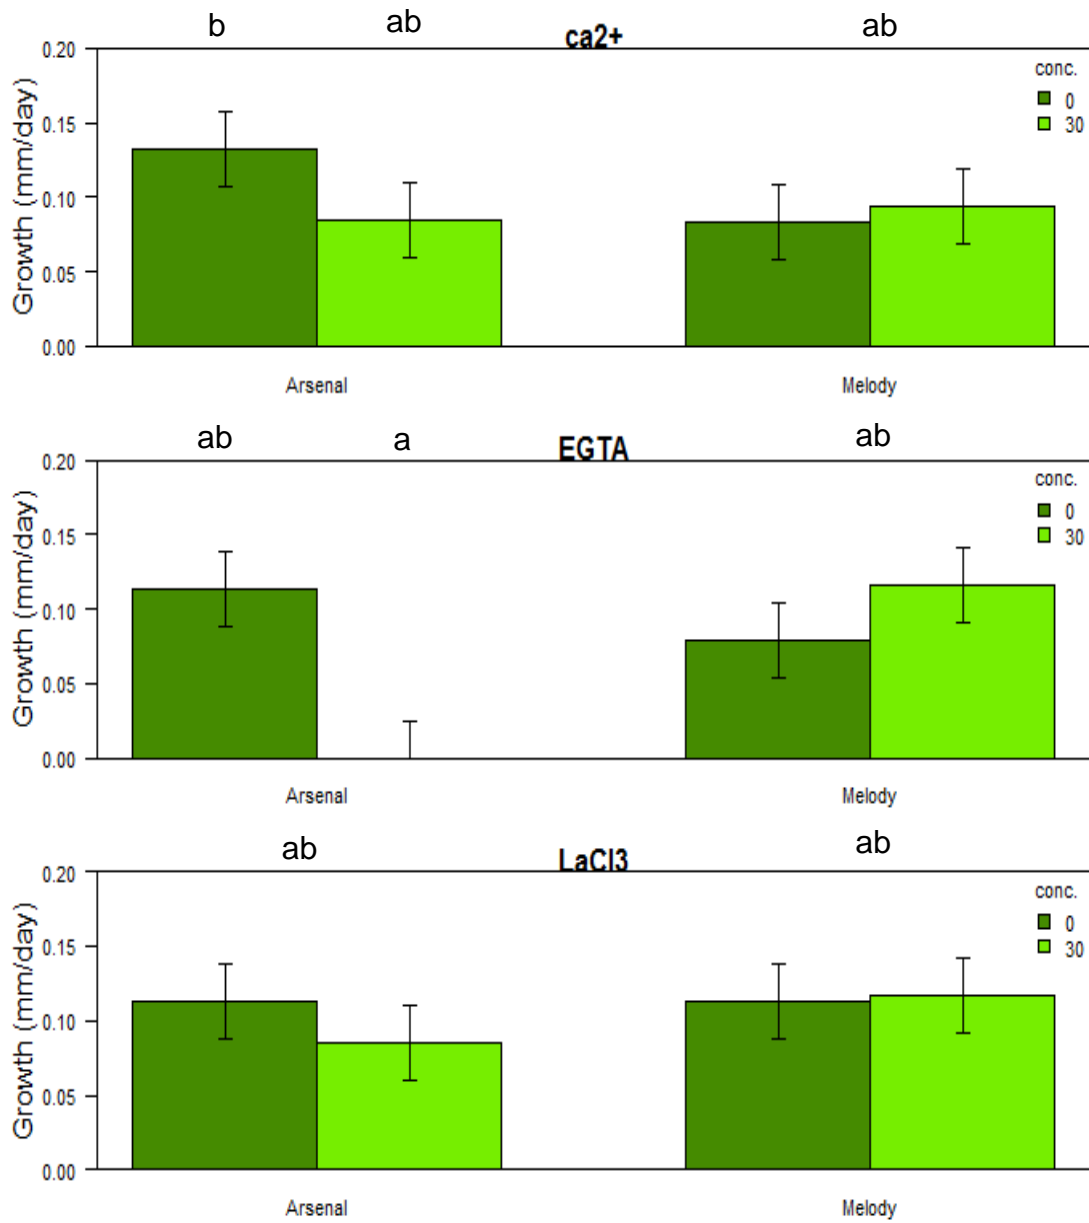 b ab ab
ca2+
Growth (mm/day)
0.20
0.15
0.10
0.05
0.00
conc.
0
30
Arsenal Melody
ab a ab
EGTA
Growth (mm/day)
0.20
0.15
0.10
0.05
0.00
conc.
0
30
Arsenal Melody
ab ab
LaCl3
Growth (mm/day)
0.20
0.15
0.10
0.05
0.00
conc.
0
30
Arsenal Melody